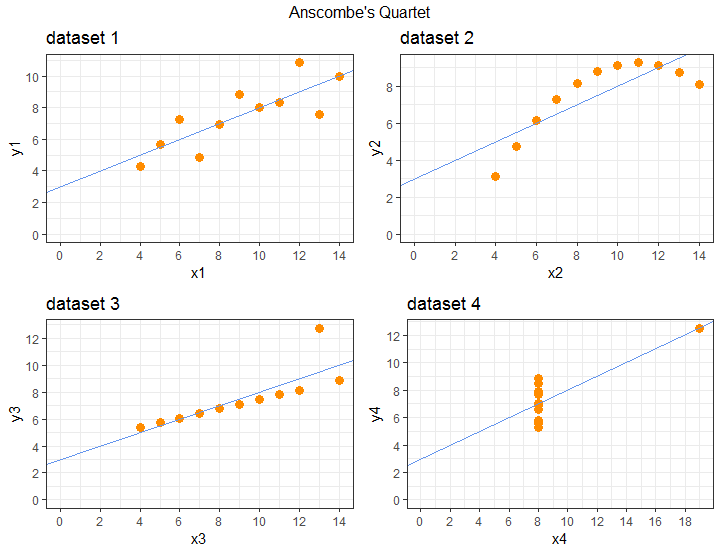 Anscombe's Quartet
dataset 1
10
8
6
4
2
0
y1
0 2 4 6 8 10 12 14
x1
dataset 2
8
6
4
2
0
y2
0 2 4 6 8 10 12 14
x2
dataset 3
12
10
8
6
4
2
0
y3
0 2 4 6 8 10 12 14
x3
dataset 4
12
10
8
6
4
2
0
y4
0 2 4 6 8 10 12 14 16 18
x4